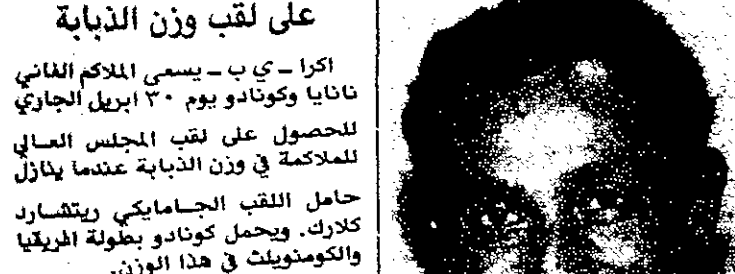 على لقب وزن الذبابة
اكرا ـ ي ب ـ يسعى الملاكم الغاني
نانايا وكونادو يوم ٣٠ ابريل الجاري
للحصول على لقب المجلس العالي
للملاكمة في وزن الذبابة عندما ينازل
حامل اللقب الجامايكي ريتشارد
كلارك. ويحمل كونادو بطولة افريقيا
والكومنويلث في هذا الوزن.